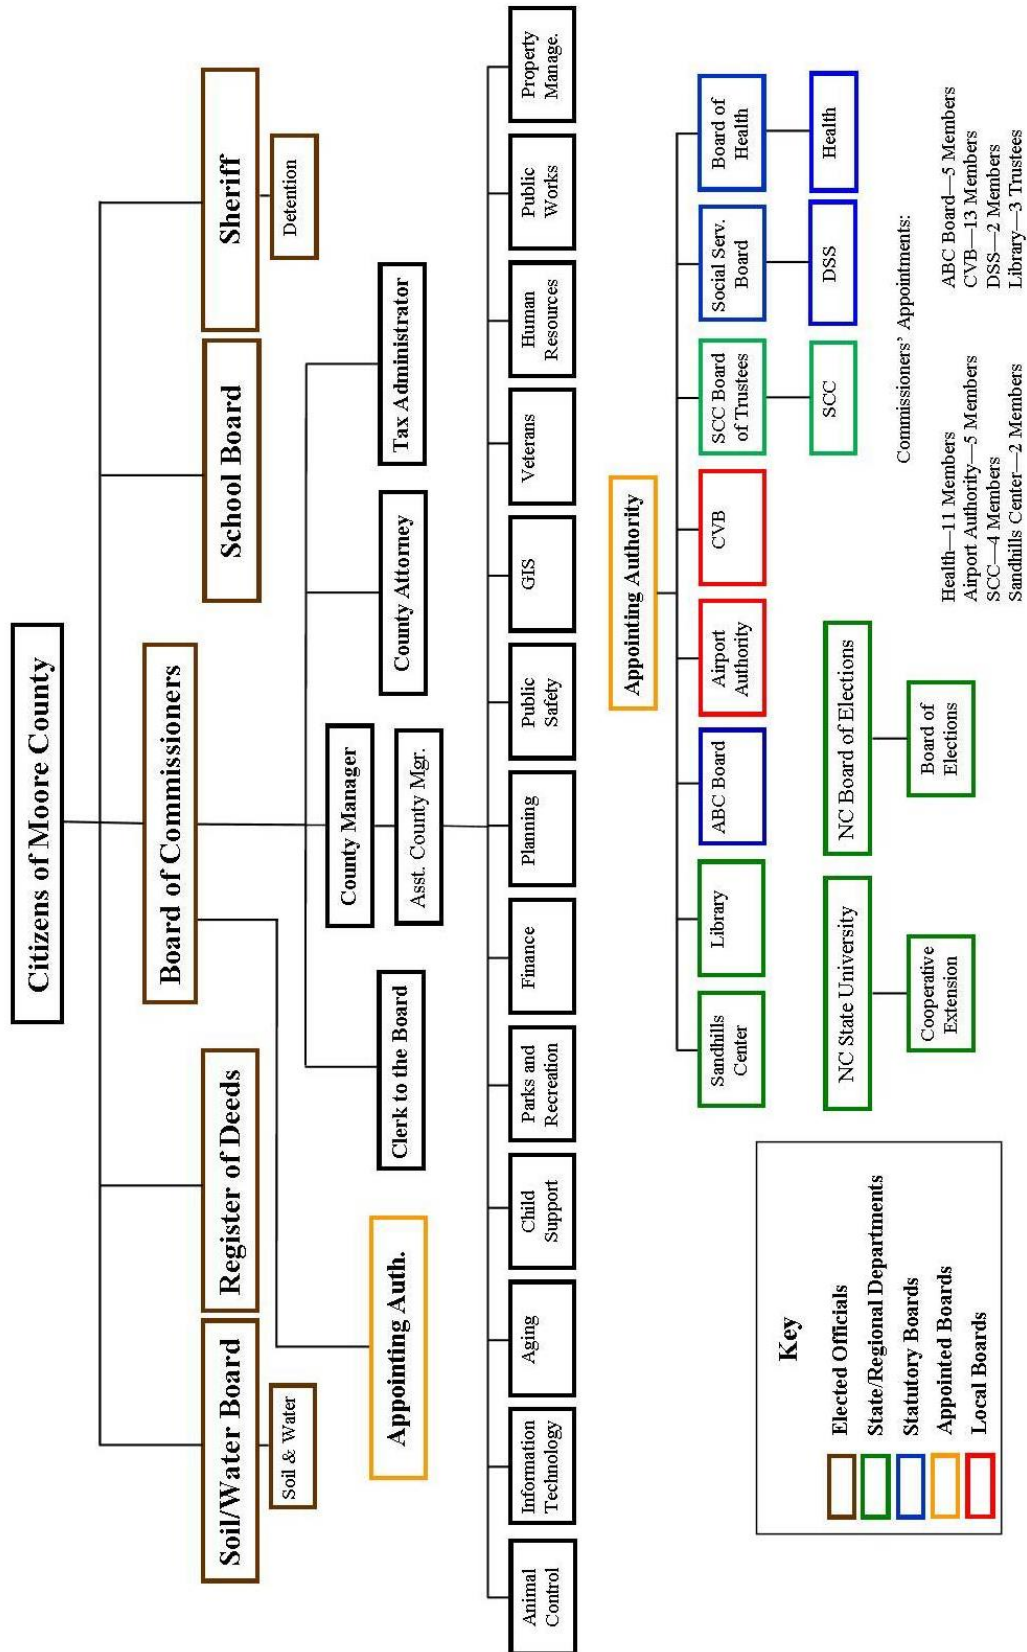 Citizens of Moore County
Soil/Water Board
Register of Deeds
Board of Commissioners
School Board
Sheriff
Soil & Water
Detention
Appointing Auth.
Clerk to the Board
County Manager
County Attorney
Tax Administrator
Asst. County Mgr.
Animal
Control
Information
Technology
Aging
Child
Support
Parks and
Recreation
Finance
Planning
Public
Safety
GIS
Veterans
Human
Resources
Public
Works
Property
Manage.
Appointing Authority
Sandhills
Center
Library
ABC Board
Airport
Authority
CVB
SCC Board
of Trustees
Social Serv.
Board
Board of
Health
SCC
DSS
Health
NC State University
NC Board of Elections
Cooperative
Extension
Board of
Elections
Key
Elected Officials
State/Regional Departments
Statutory Boards
Appointed Boards
Local Boards
Commissioners’ Appointments:
Health—11 Members
Airport Authority—5 Members
SCC—4 Members
Sandhills Center—2 Members
ABC Board—5 Members
CVB—13 Members
DSS—2 Members
Library—3 Trustees